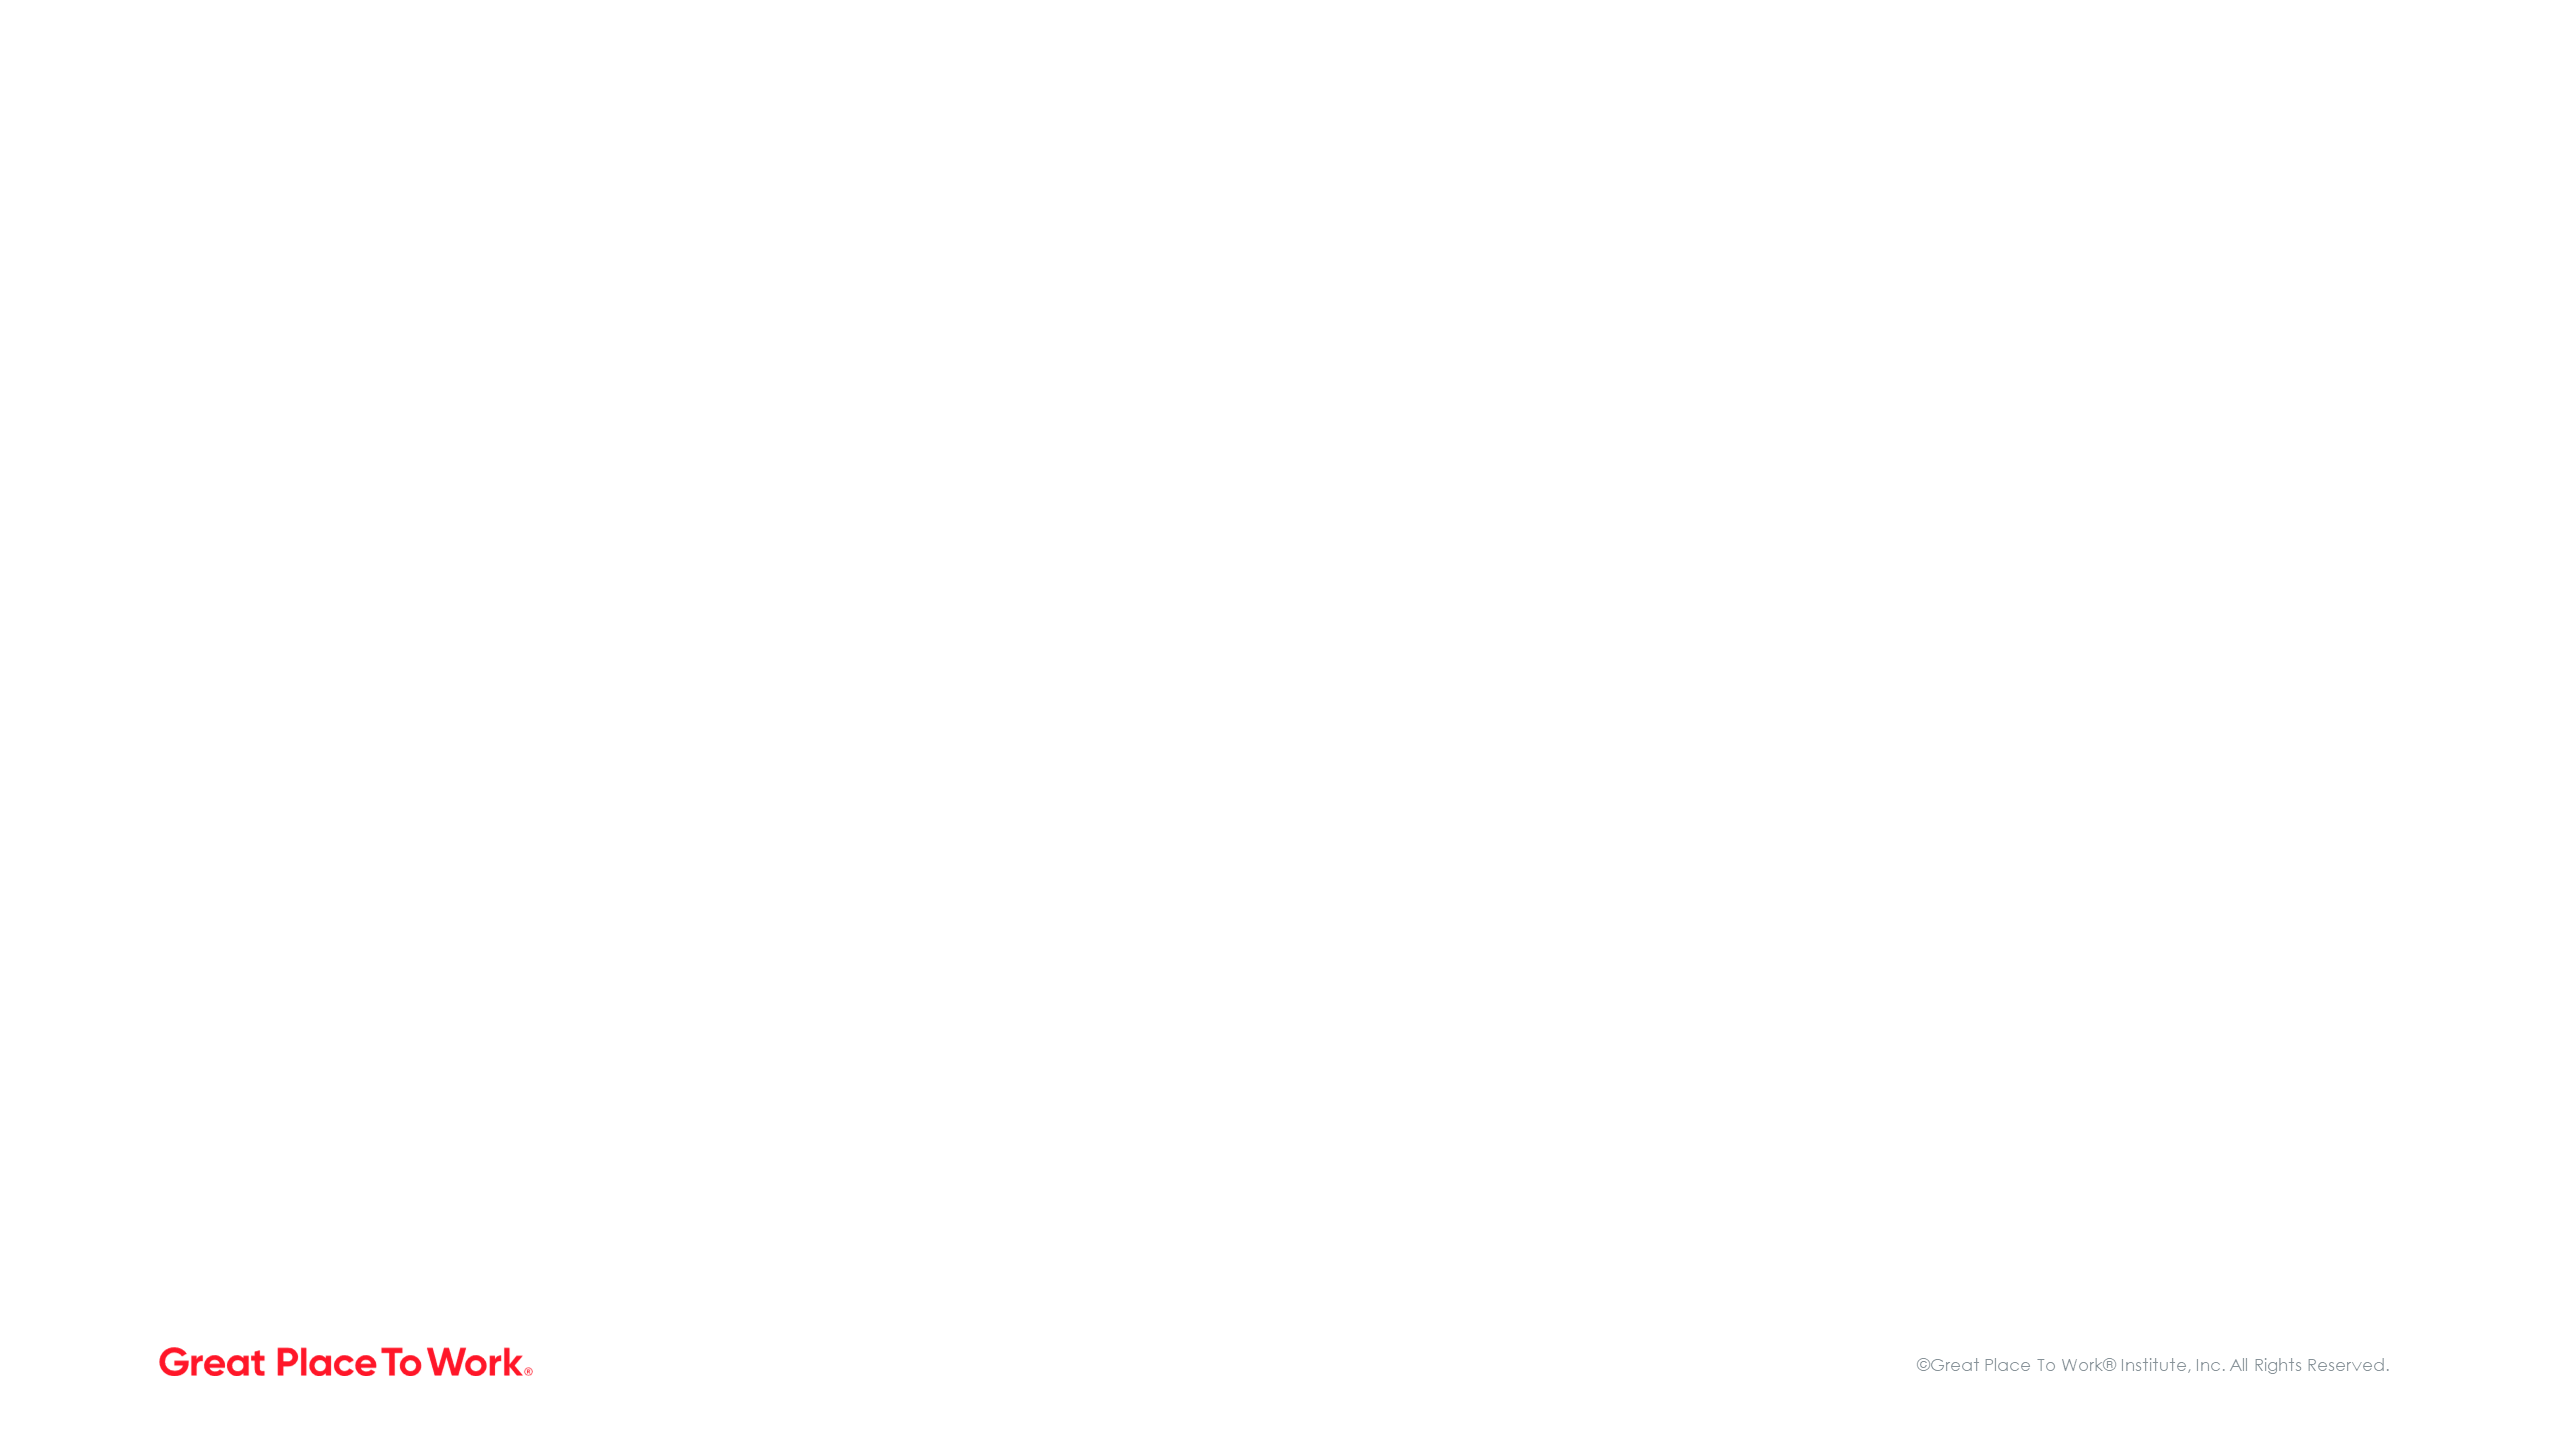 Great Place To Work®
©Great Place To Work® Institute, Inc. All Rights Reserved.